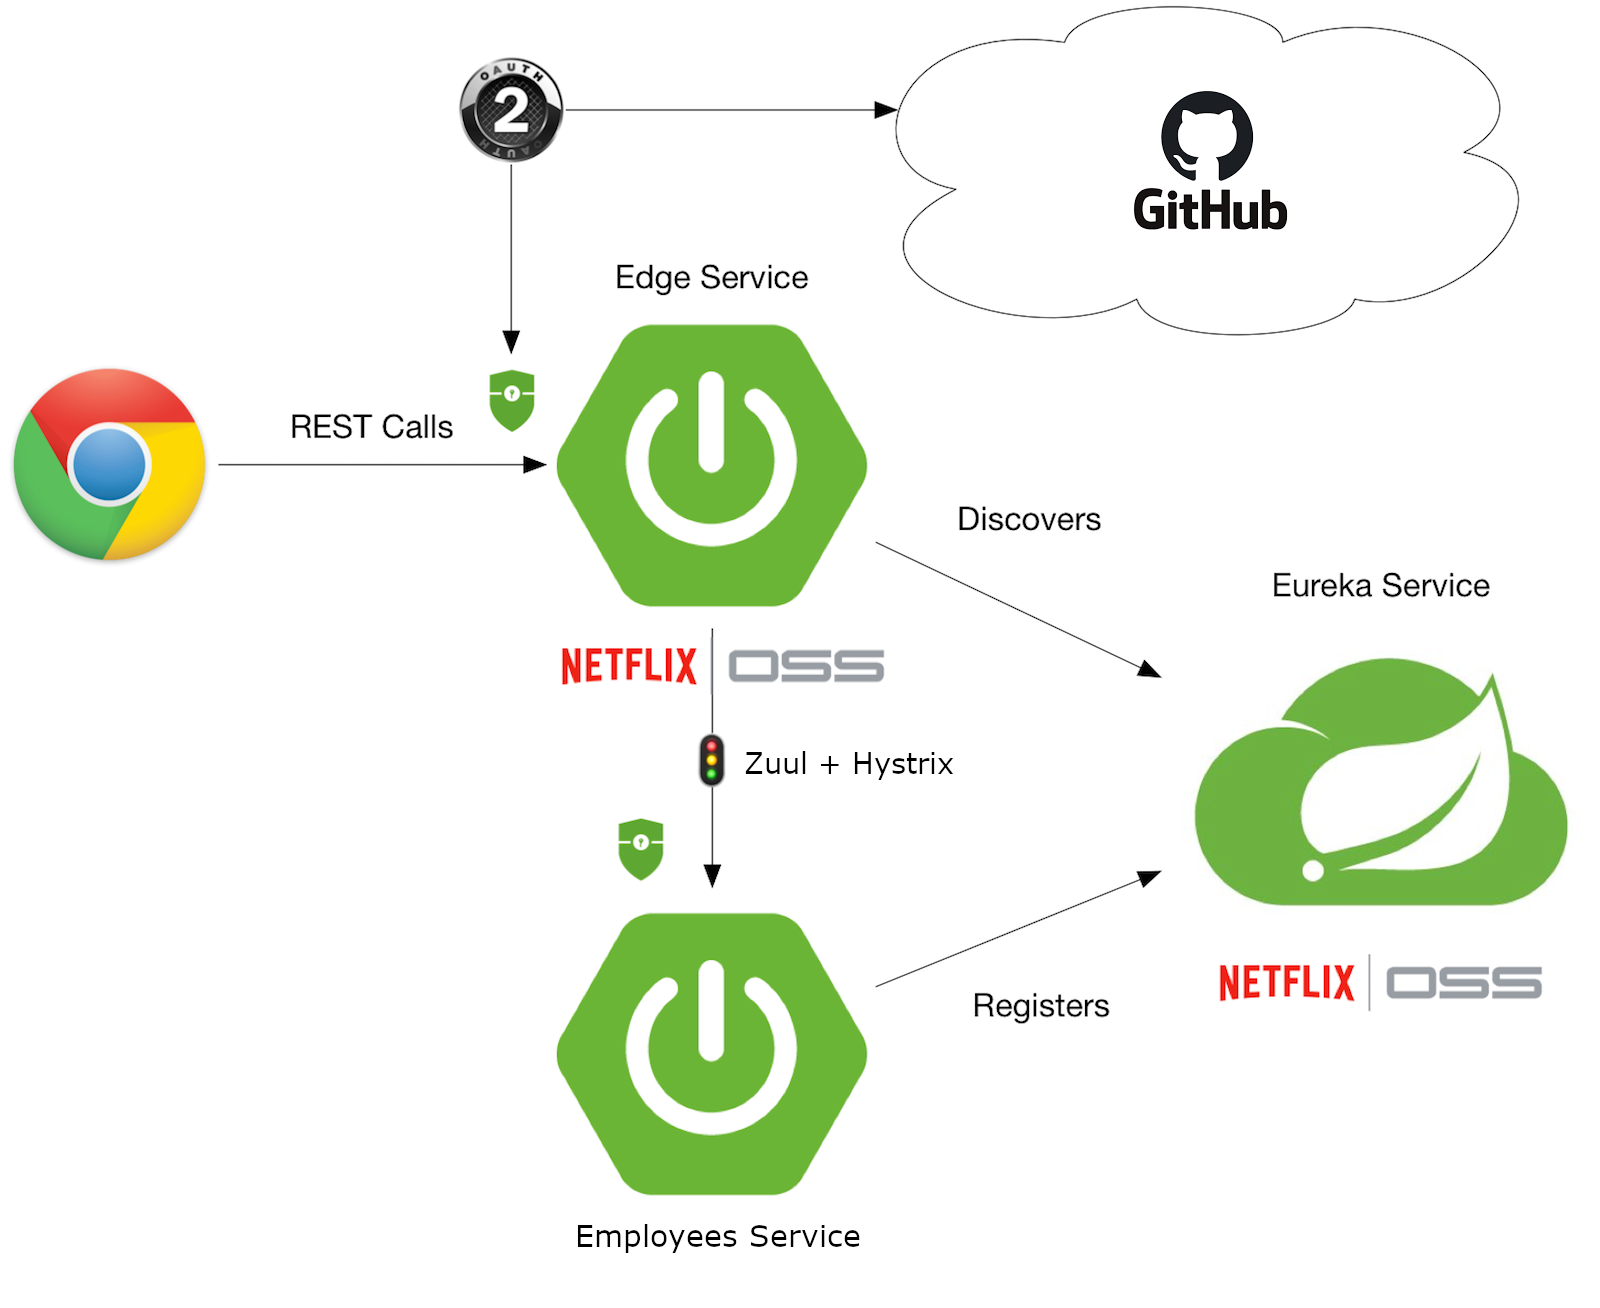 OAUTH
2
OAUTH
GitHub
Edge Service
REST Calls
Discovers
Eureka Service
NETFLIX OSS
Zuul + Hystrix
NETFLIX OSS
Registers
Employees Service